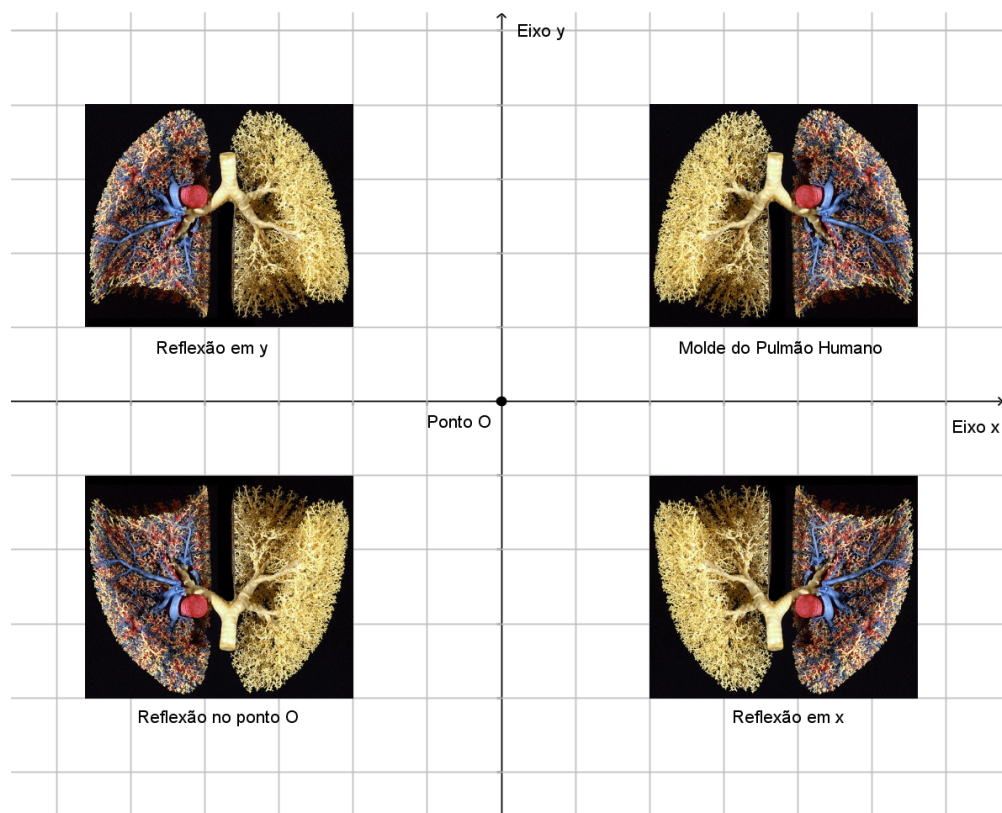 Eixo y
Reflexão em y
Molde do Pulmão Humano
Ponto O
Eixo x
Reflexão no ponto O
Reflexão em x